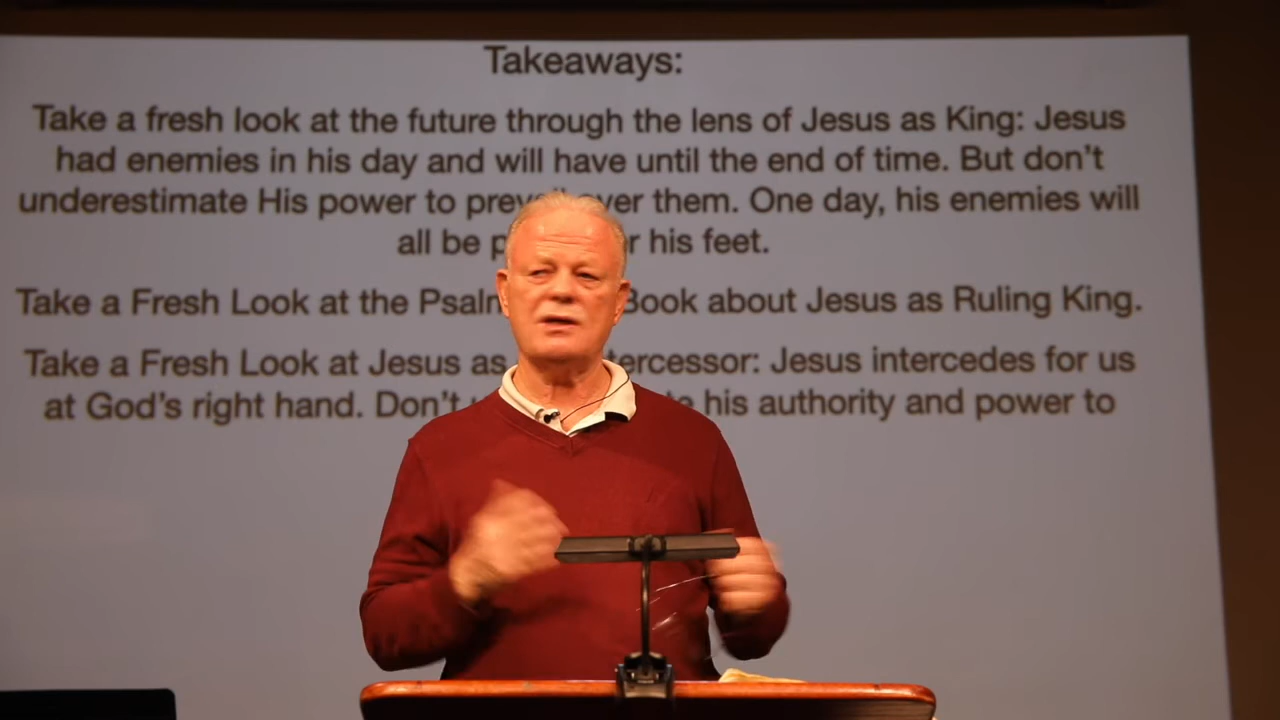 Takeaways:
Take a fresh look at the future through the lens of Jesus as King: Jesus
had enemies in his day and will have until the end of time. But don't
underestimate His power to over them. One day, his enemies will
all be his feet.
Take a Fresh Look at the Book about Jesus as Ruling King.
Take a Fresh Look at Jesus as Intercessor: Jesus intercedes for us
at God's right hand. Don't his authority and power to